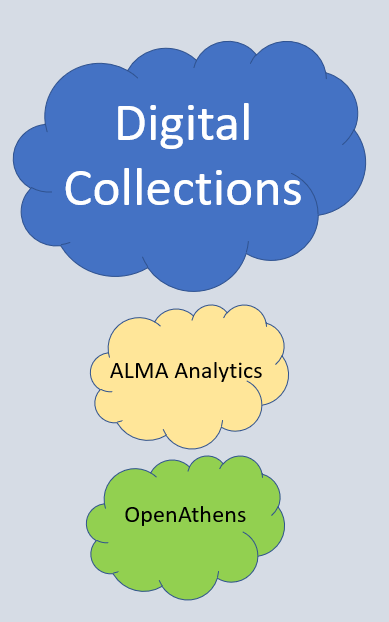 Digital
Collections
ALMA Analytics
OpenAthens